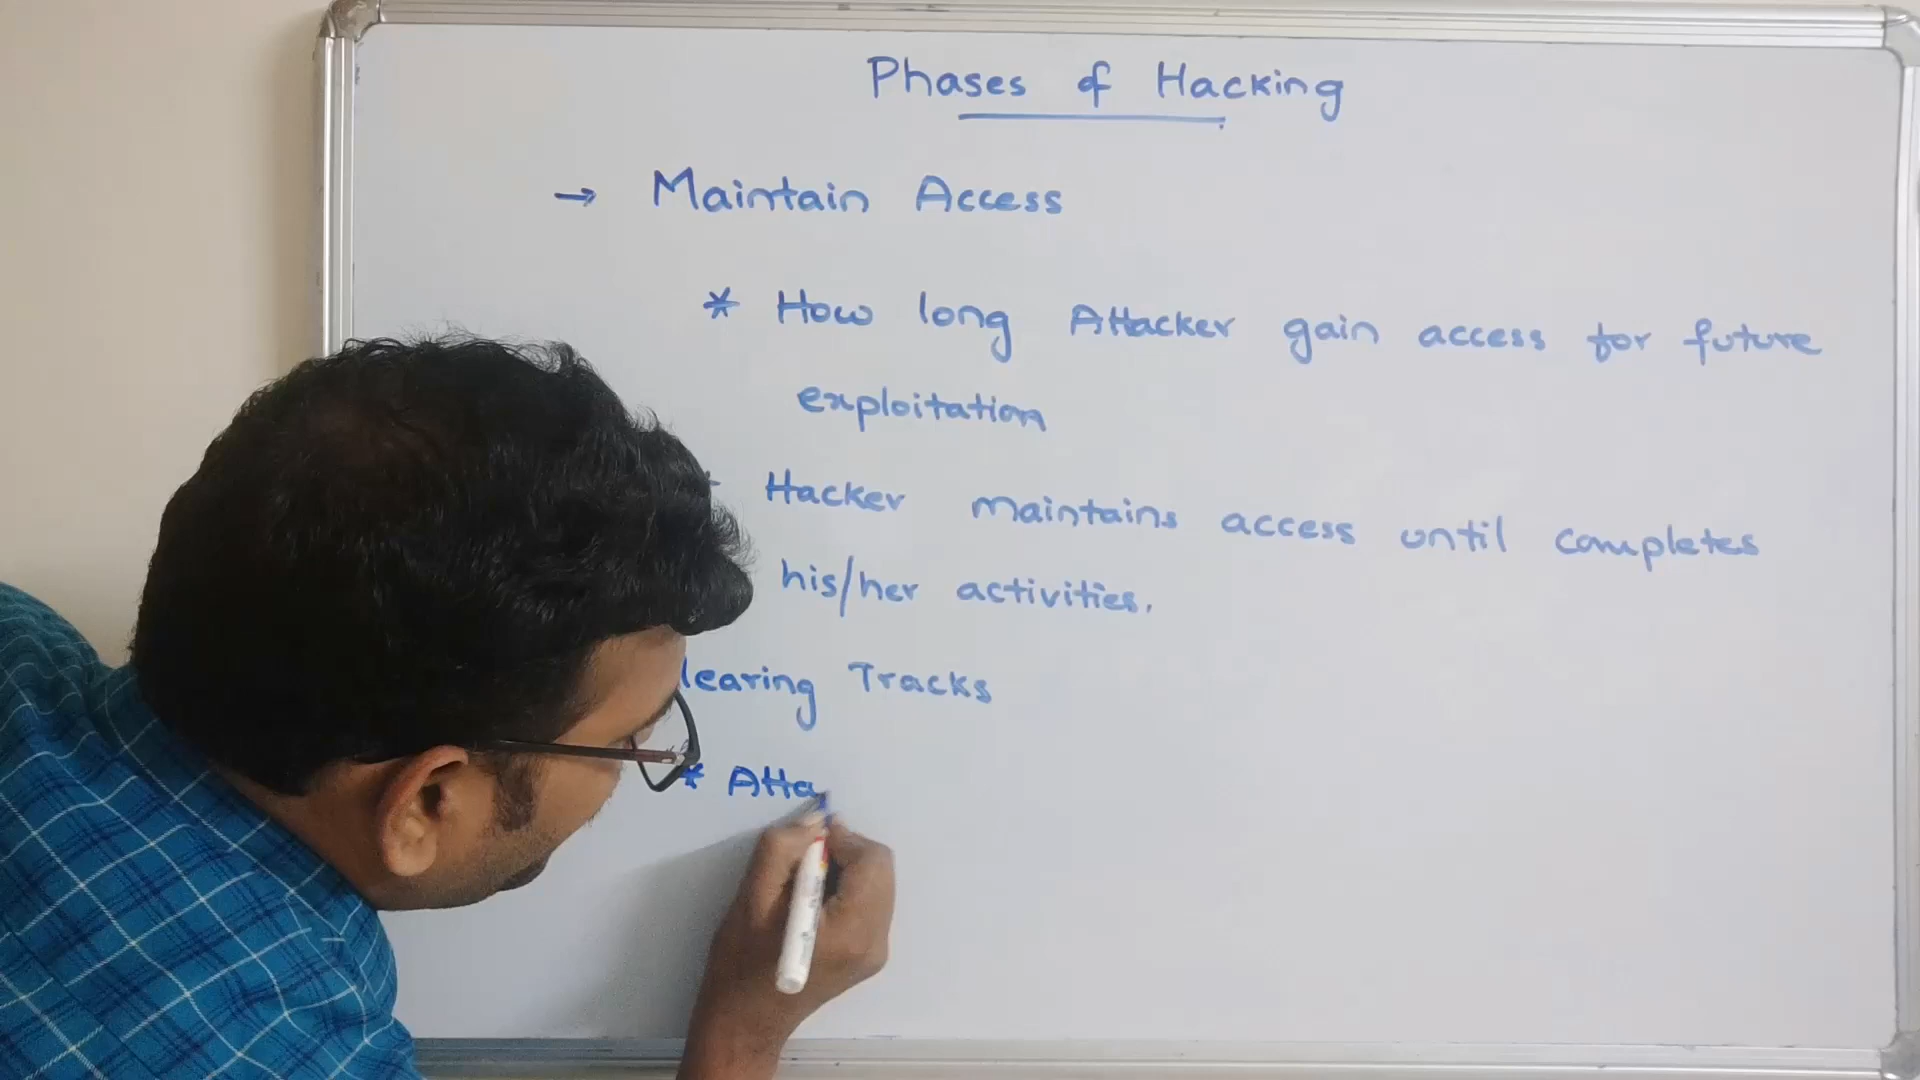 Phases of Hacking
→ Maintain Access
* How long Attacker gain access for future
exploitation
Hacker maintains access until completes
his/her activities.
learing Tracks
* Atta